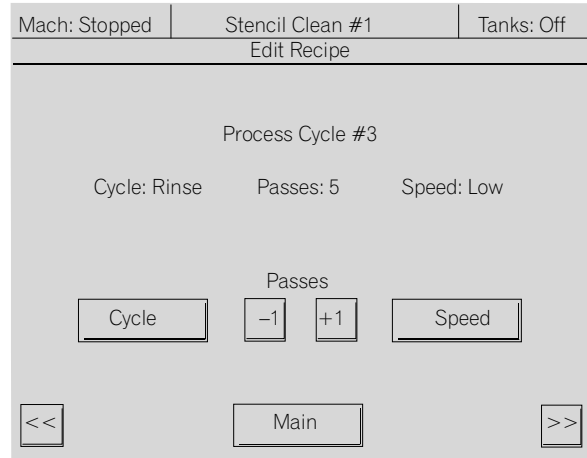 Mach: Stopped Stencil Clean #1 Tanks: Off
Edit Recipe
Process Cycle #3
Cycle: Rinse Passes: 5 Speed: Low
Passes
Cycle –1 +1 Speed
<< Main >>